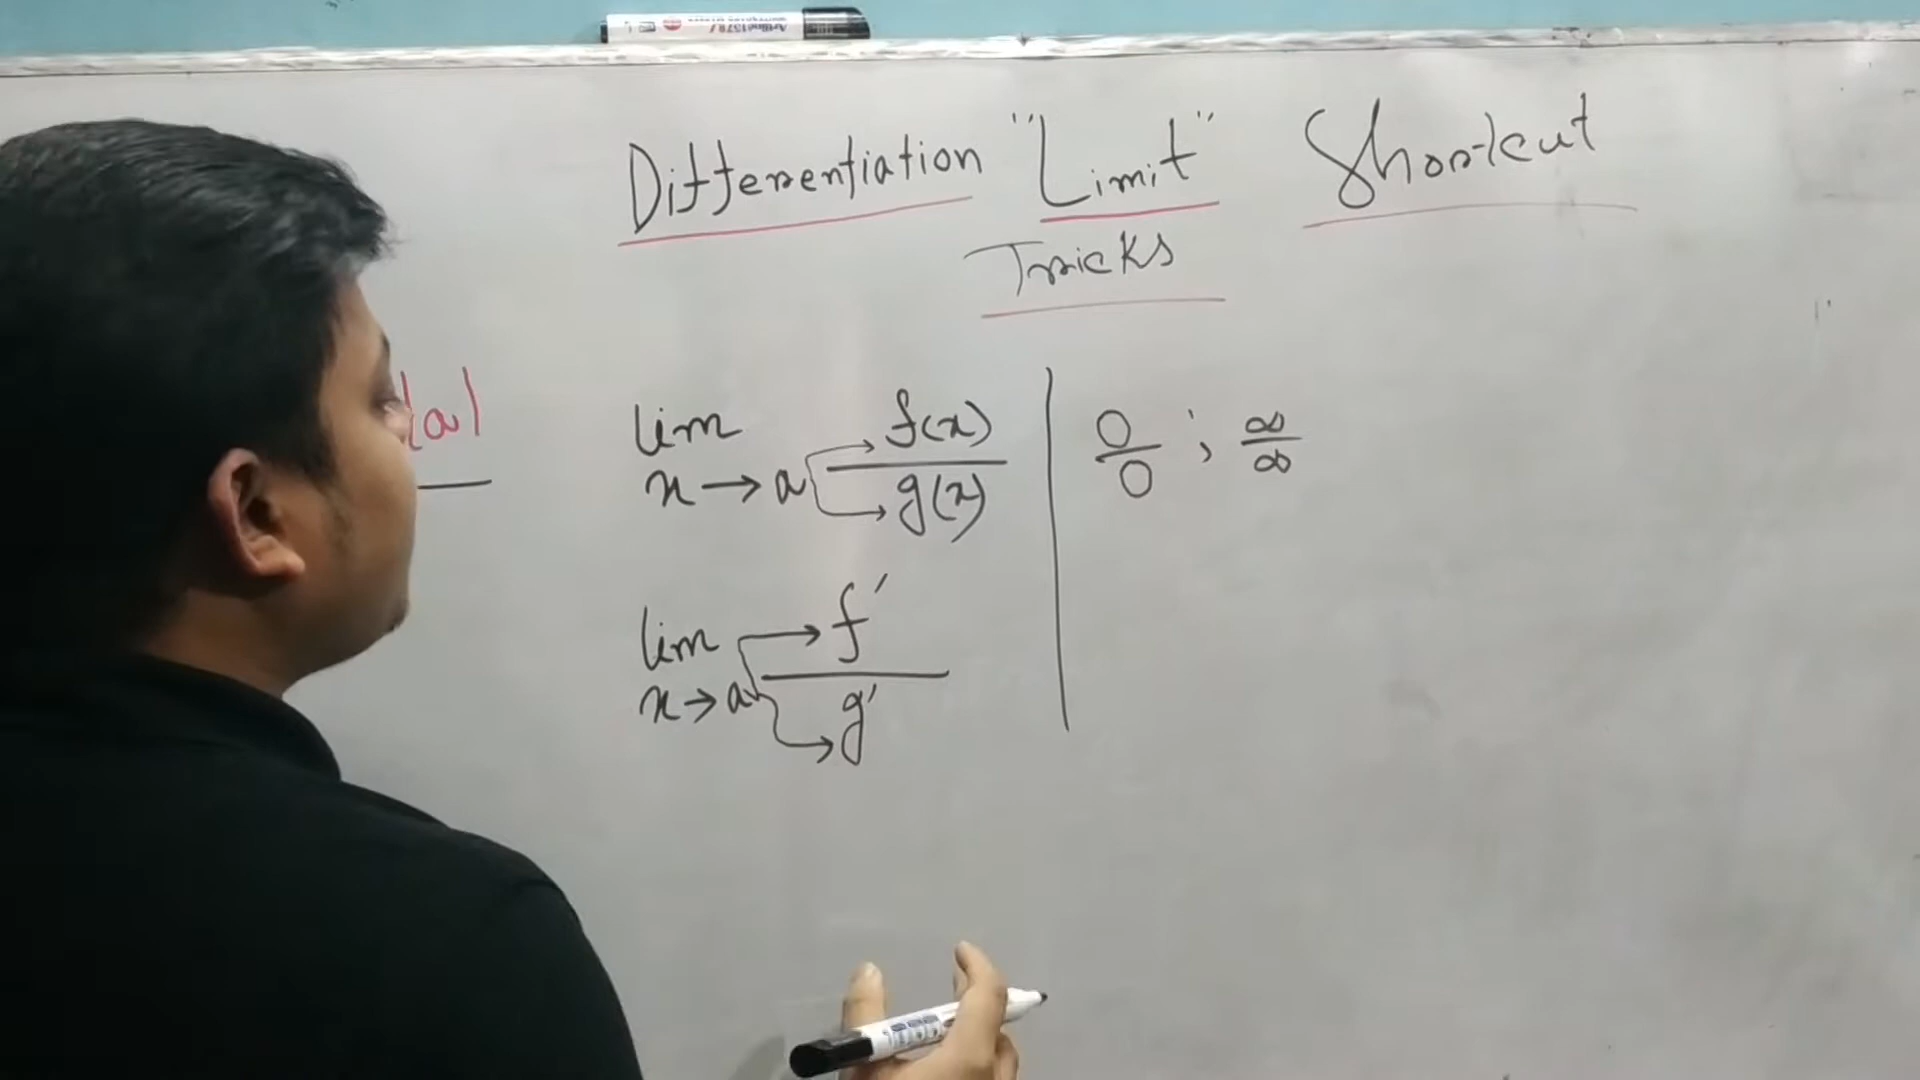 Differentiation "Limit" Shortcut
Tricks
lim
x → a
f(x)
g(x)
0/0 ; ∞/∞
lim
x → a
f'
g'